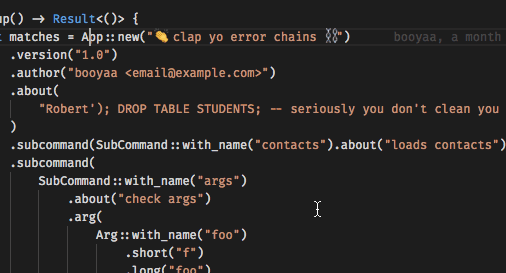 up() -> Result<()> {
t matches = App::new("👏 clap yo error chains ⛓") booyaa, a month
.version("1.0")
.author("booyaa <email@example.com>")
.about(
"Robert'); DROP TABLE STUDENTS; -- seriously you don't clean you
)
.subcommand(SubCommand::with_name("contacts").about("loads contacts")
.subcommand(
SubCommand::with_name("args")
.about("check args")
.arg(
Arg::with_name("foo")
.short("f")
.long("foo")